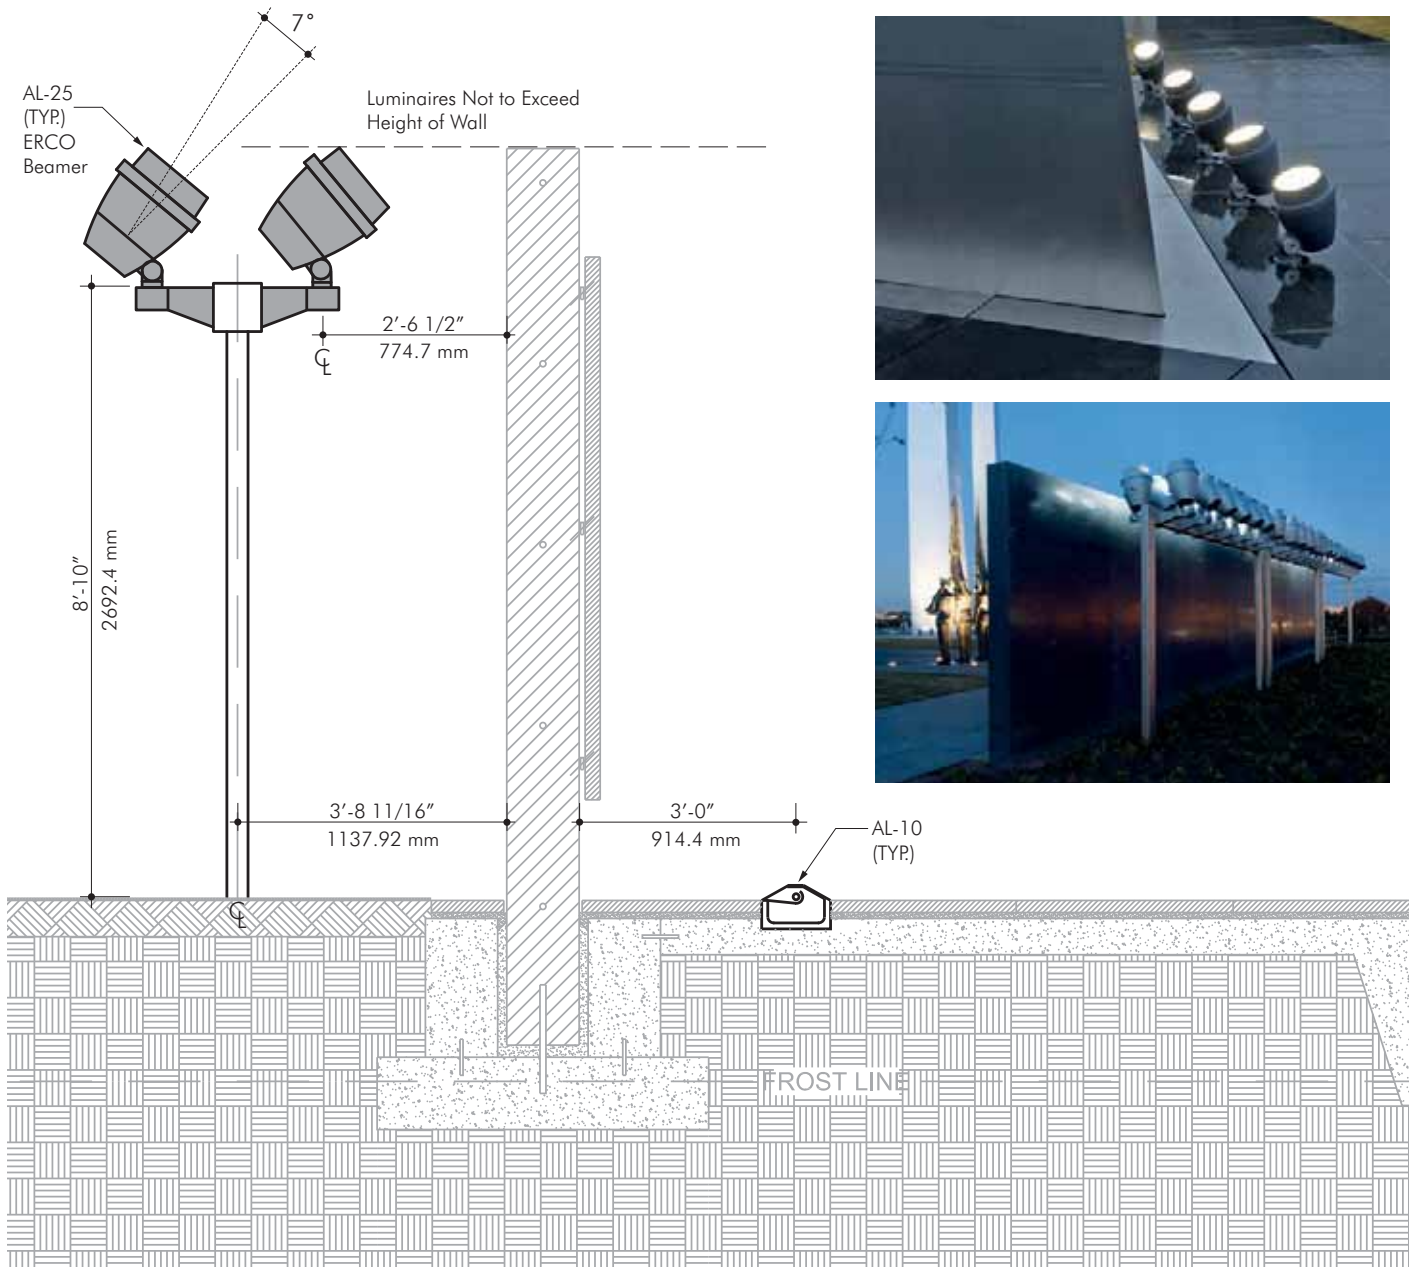 7°
AL-25
(TYP.)
ERCO
Beamer
Luminaires Not to Exceed
Height of Wall
2'-6 1/2"
774.7 mm
℄
8'-10"
2692.4 mm
3'-8 11/16"
1137.92 mm
3'-0"
914.4 mm
AL-10
(TYP.)
℄
FROST LINE